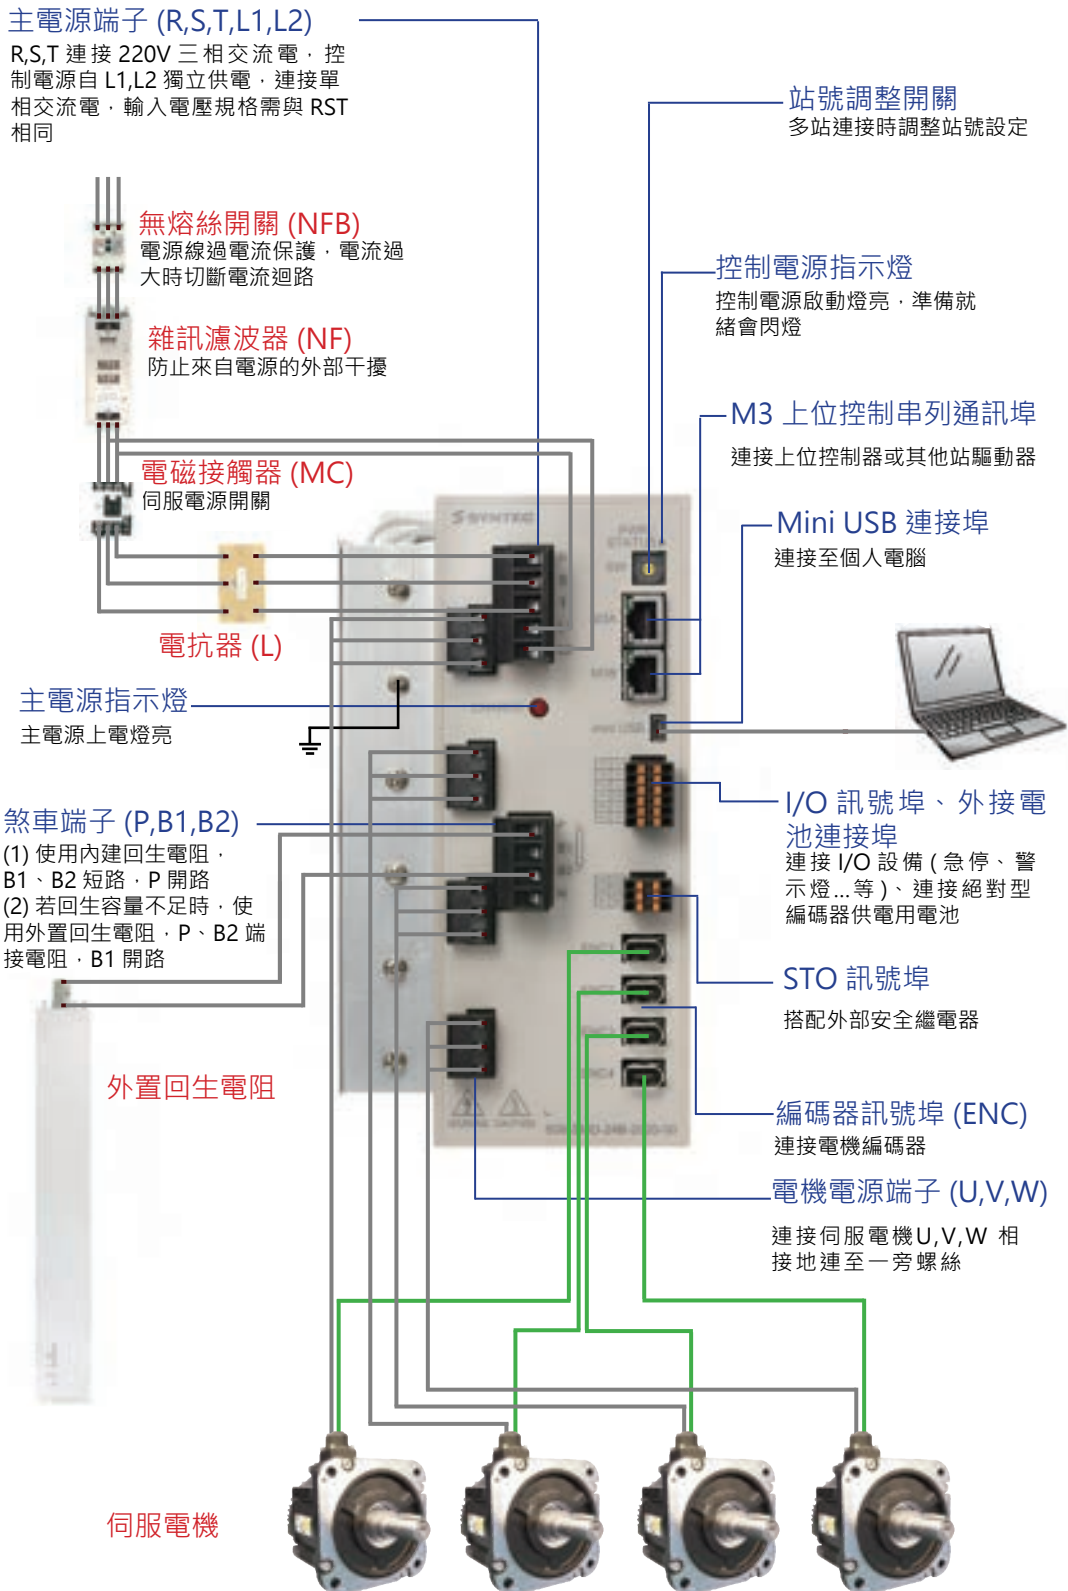 主電源端子 (R,S,T,L1,L2)
R,S,T 連接 220V 三相交流電，控
制電源自 L1,L2 獨立供電，連接單
相交流電，輸入電壓規格需與 RST
相同
站號調整開關
多站連接時調整站號設定
無熔絲開關 (NFB)
電源線過電流保護，電流過
大時切斷電流迴路
控制電源指示燈
控制電源啟動燈亮，準備就
緒會閃燈
雜訊濾波器 (NF)
防止來自電源的外部干擾
M3 上位控制串列通訊埠
連接上位控制器或其他站驅動器
電磁接觸器 (MC)
伺服電源開關
SYNTEC
Mini USB 連接埠
連接至個人電腦
電抗器 (L)
主電源指示燈
主電源上電燈亮
mini USB
煞車端子 (P,B1,B2)
(1) 使用內建回生電阻，
B1、B2 短路，P 開路
(2) 若回生容量不足時，使
用外置回生電阻，P、B2 端
接電阻，B1 開路
I/O 訊號埠、外接電
池連接埠
連接 I/O 設備 ( 急停、警
示燈...等 )、連接絕對型
編碼器供電用電池
STO 訊號埠
搭配外部安全繼電器
外置回生電阻
編碼器訊號埠 (ENC)
連接電機編碼器
電機電源端子 (U,V,W)
連接伺服電機U,V,W 相
接地連至一旁螺絲
伺服電機